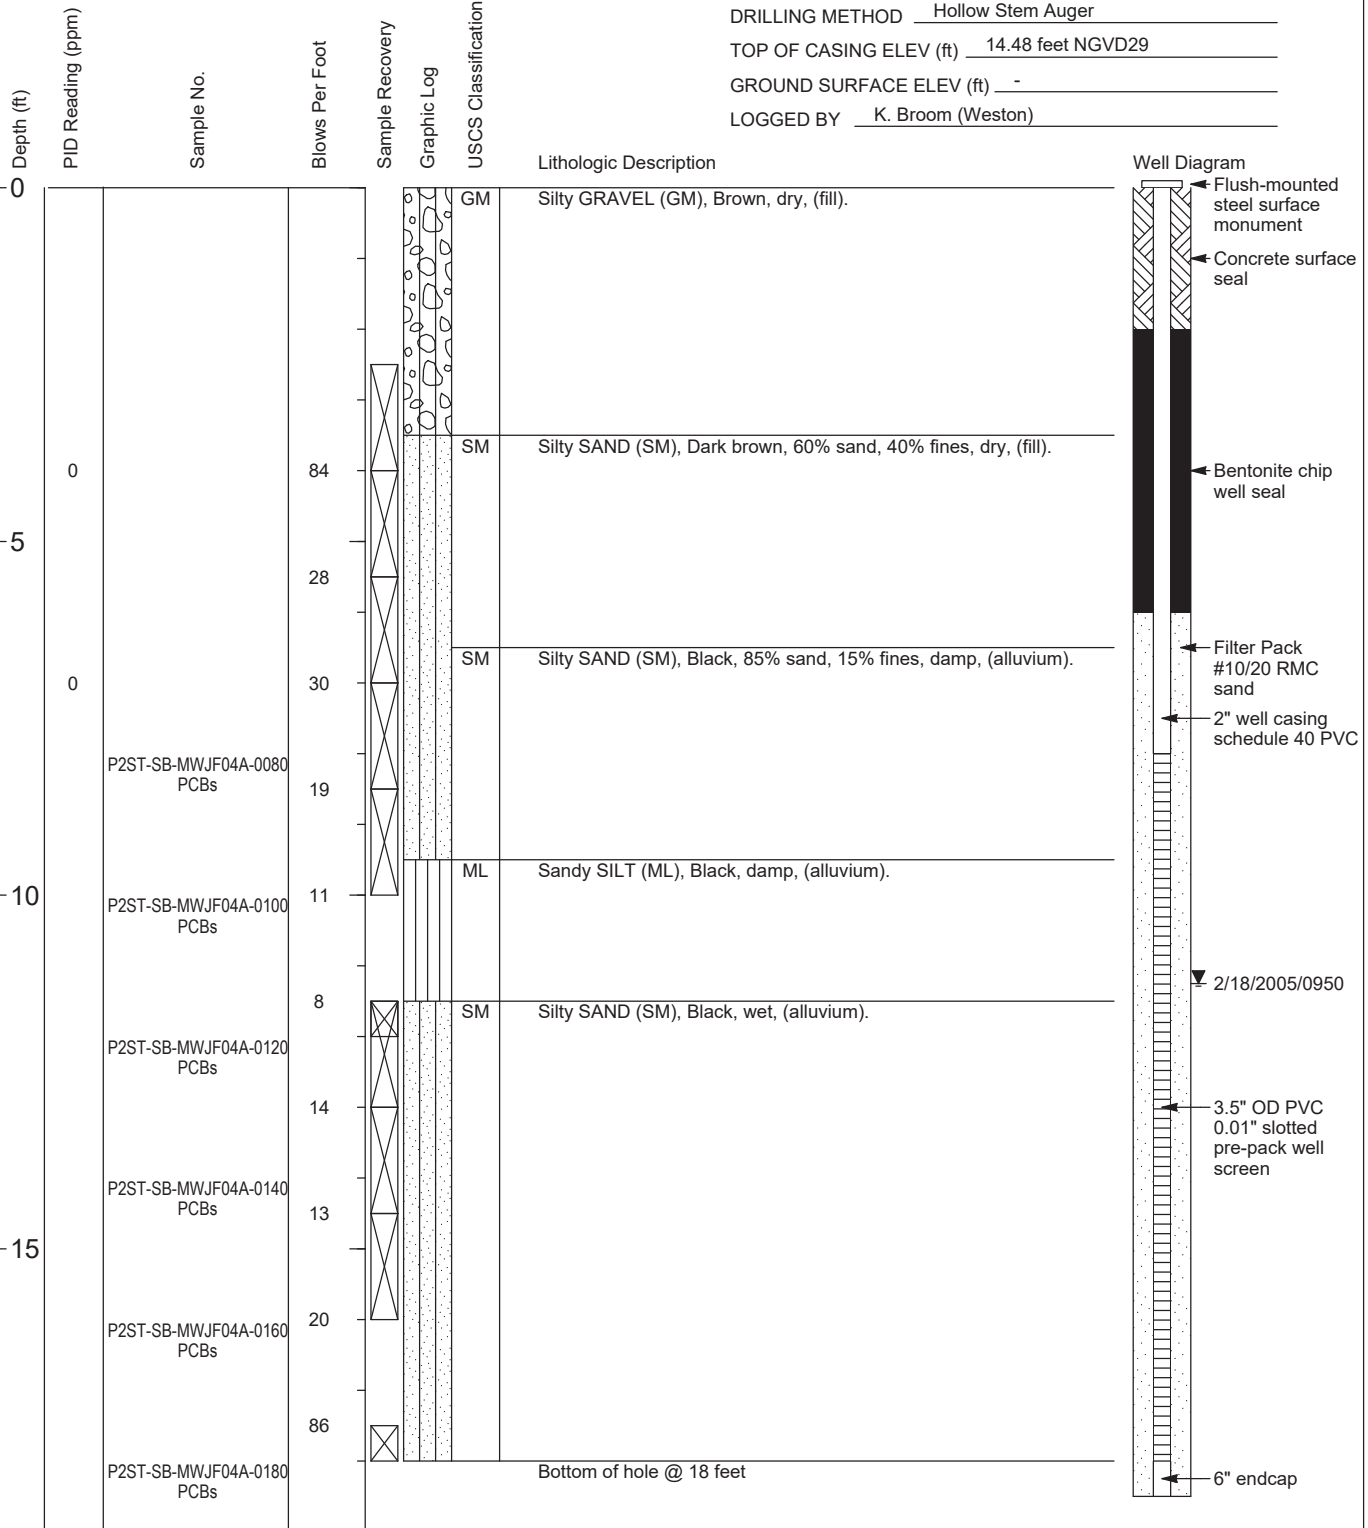 DRILLING METHOD Hollow Stem Auger
TOP OF CASING ELEV (ft) 14.48 feet NGVD29
GROUND SURFACE ELEV (ft) -
LOGGED BY K. Broom (Weston)
Depth (ft)
PID Reading (ppm)
Sample No.
Blows Per Foot
Sample Recovery
Graphic Log
USCS Classification
Lithologic Description
Well Diagram
0
GM Silty GRAVEL (GM), Brown, dry, (fill).
Flush-mounted
steel surface
monument
Concrete surface
seal
SM Silty SAND (SM), Dark brown, 60% sand, 40% fines, dry, (fill).
0 84
Bentonite chip
well seal
5
28
SM Silty SAND (SM), Black, 85% sand, 15% fines, damp, (alluvium).
Filter Pack
#10/20 RMC
sand
0 30
2" well casing
schedule 40 PVC
P2ST-SB-MWJF04A-0080
PCBs
19
ML Sandy SILT (ML), Black, damp, (alluvium).
10
11
P2ST-SB-MWJF04A-0100
PCBs
2/18/2005/0950
8
SM Silty SAND (SM), Black, wet, (alluvium).
P2ST-SB-MWJF04A-0120
PCBs
14
3.5" OD PVC
0.01" slotted
pre-pack well
screen
P2ST-SB-MWJF04A-0140
PCBs
13
15
20
P2ST-SB-MWJF04A-0160
PCBs
86
P2ST-SB-MWJF04A-0180
PCBs
Bottom of hole @ 18 feet
6" endcap